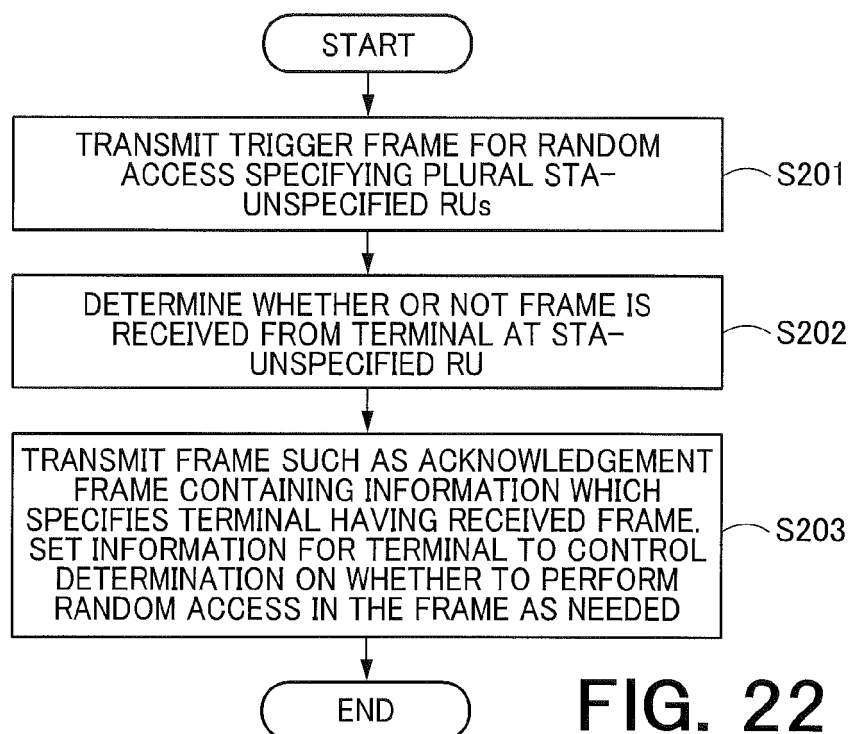 START
TRANSMIT TRIGGER FRAME FOR RANDOM
ACCESS SPECIFYING PLURAL STA-
UNSPECIFIED RUs
S201
DETERMINE WHETHER OR NOT FRAME IS
RECEIVED FROM TERMINAL AT STA-
UNSPECIFIED RU
S202
TRANSMIT FRAME SUCH AS ACKNOWLEDGEMENT
FRAME CONTAINING INFORMATION WHICH
SPECIFIES TERMINAL HAVING RECEIVED FRAME.
SET INFORMATION FOR TERMINAL TO CONTROL
DETERMINATION ON WHETHER TO PERFORM
RANDOM ACCESS IN THE FRAME AS NEEDED
S203
END
FIG. 22